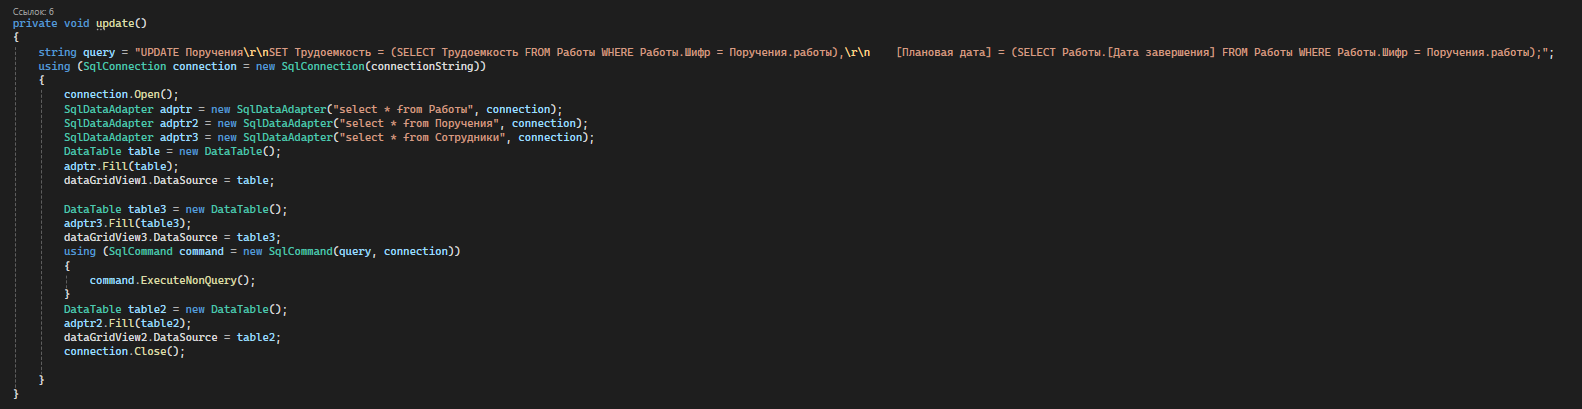 Ссылок: 6
private void update()
{
    string query = "UPDATE Поручения\r\nSET Трудоемкость = (SELECT Трудоемкость FROM Работы WHERE Работы.Шифр = Поручения.работы),\r\n    [Плановая дата] = (SELECT Работы.[Дата завершения] FROM Работы WHERE Работы.Шифр = Поручения.работы);";
    using (SqlConnection connection = new SqlConnection(connectionString))
    {
        connection.Open();
        SqlDataAdapter adptr = new SqlDataAdapter("select * from Работы", connection);
        SqlDataAdapter adptr2 = new SqlDataAdapter("select * from Поручения", connection);
        SqlDataAdapter adptr3 = new SqlDataAdapter("select * from Сотрудники", connection);
        DataTable table = new DataTable();
        adptr.Fill(table);
        dataGridView1.DataSource = table;

        DataTable table3 = new DataTable();
        adptr3.Fill(table3);
        dataGridView3.DataSource = table3;
        using (SqlCommand command = new SqlCommand(query, connection))
        {
            command.ExecuteNonQuery();
        }
        DataTable table2 = new DataTable();
        adptr2.Fill(table2);
        dataGridView2.DataSource = table2;
        connection.Close();

    }
}